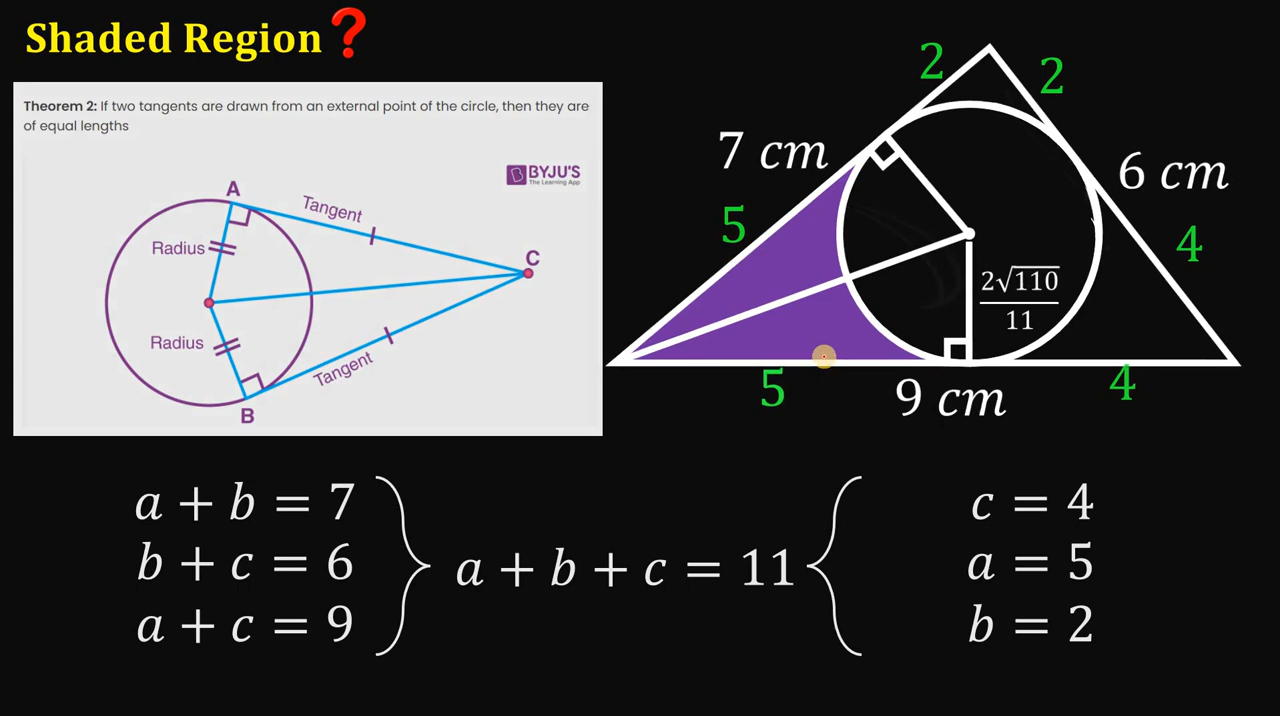 Shaded Region❓
Theorem 2: If two tangents are drawn from an external point of the circle, then they are
of equal lengths
BYJU'S
The Learning App
A
Tangent
Radius
C
Radius
Tangent
B
2
2
7 cm
6 cm
5
4
2√110
11
5
9 cm
4
a + b = 7
b + c = 6
a + c = 9
a + b + c = 11
c = 4
a = 5
b = 2